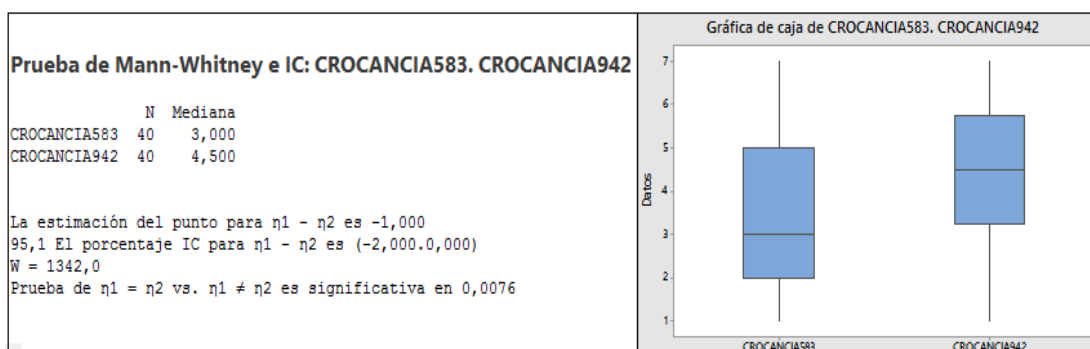 Prueba de Mann-Whitney e IC: CROCANCIA583. CROCANCIA942
N Mediana
CROCANCIA583 40 3,000
CROCANCIA942 40 4,500
La estimación del punto para η1 - η2 es -1,000
95,1 El porcentaje IC para η1 - η2 es (-2,000.0,000)
W = 1342,0
Prueba de η1 = η2 vs. η1 ≠ η2 es significativa en 0,0076
Gráfica de caja de CROCANCIA583. CROCANCIA942
Datos
7
6
5
4
3
2
1
CROCANCIA583 CROCANCIA942